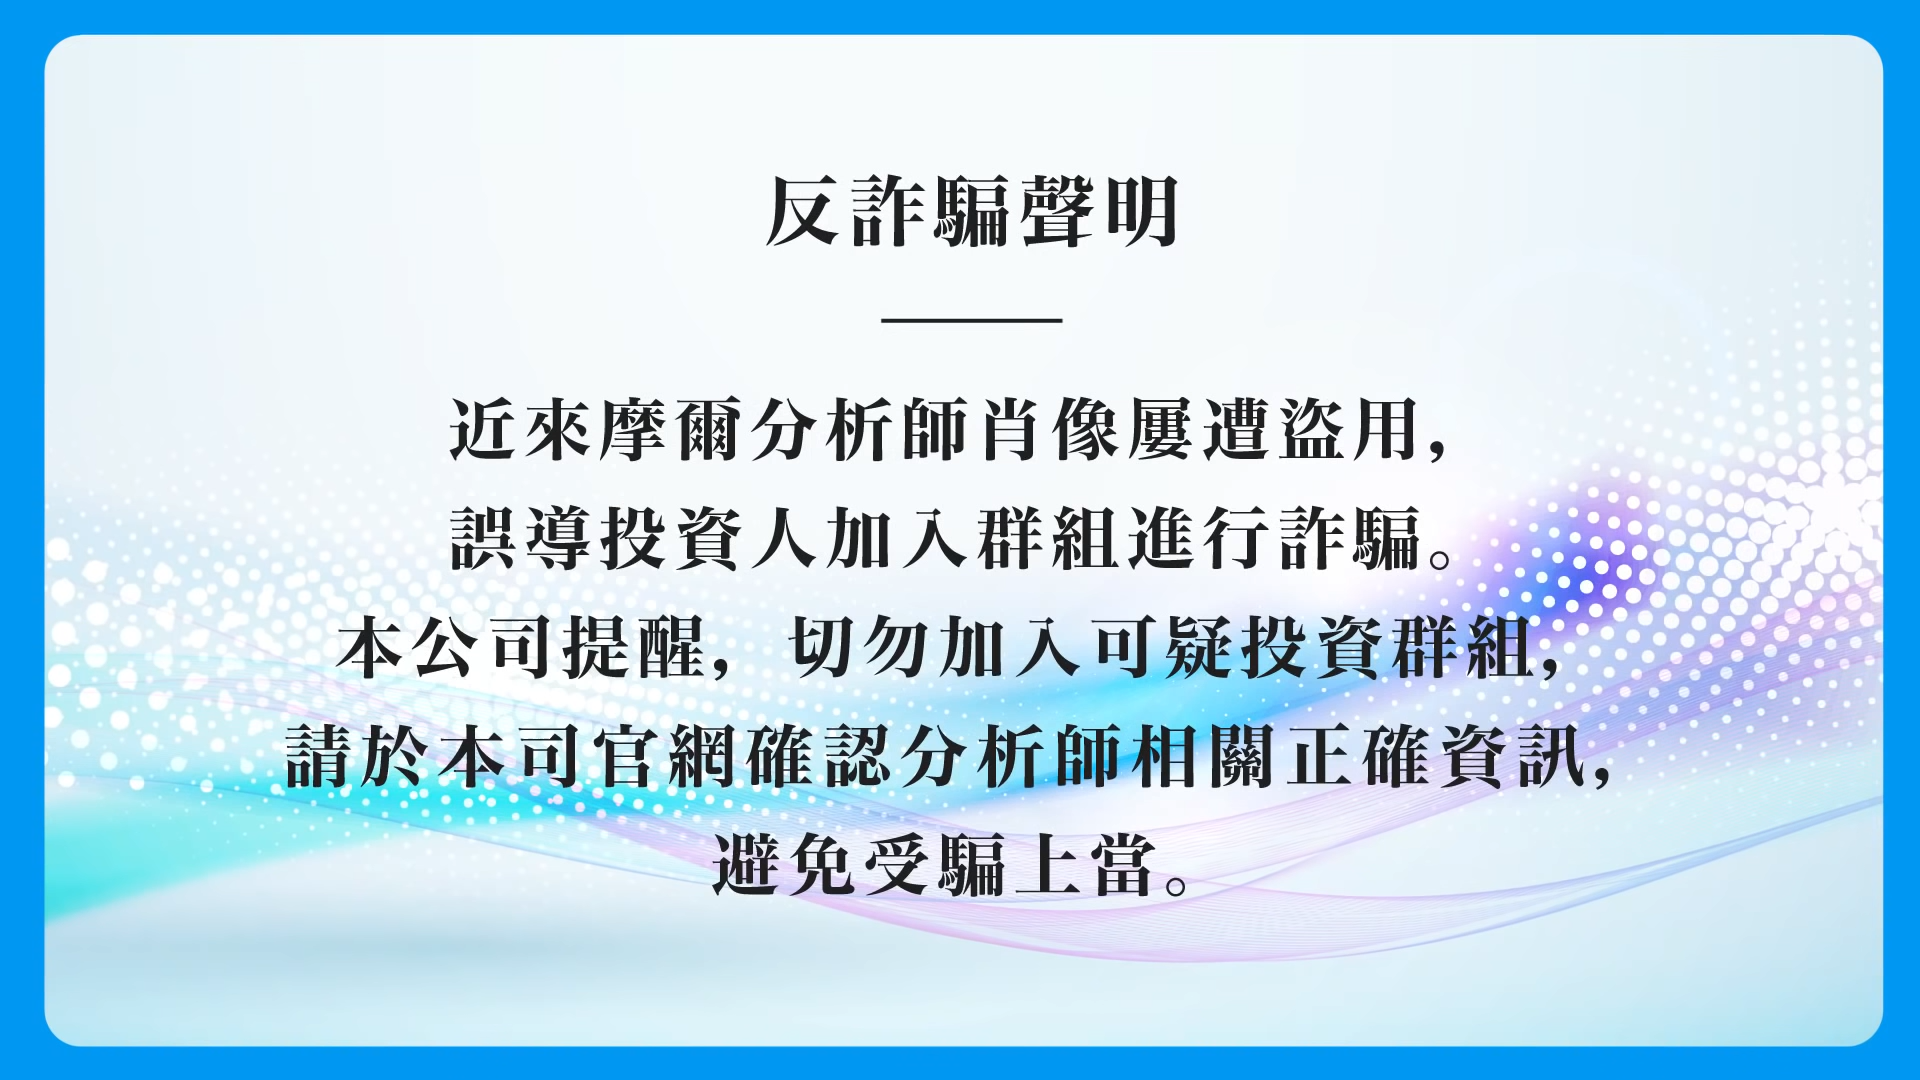 反詐騙聲明
近來摩爾分析師肖像屢遭盜用，
誤導投資人加入群組進行詐騙。
本公司提醒，切勿加入可疑投資群組，
請於本司官網確認分析師相關正確資訊，
避免受騙上當。